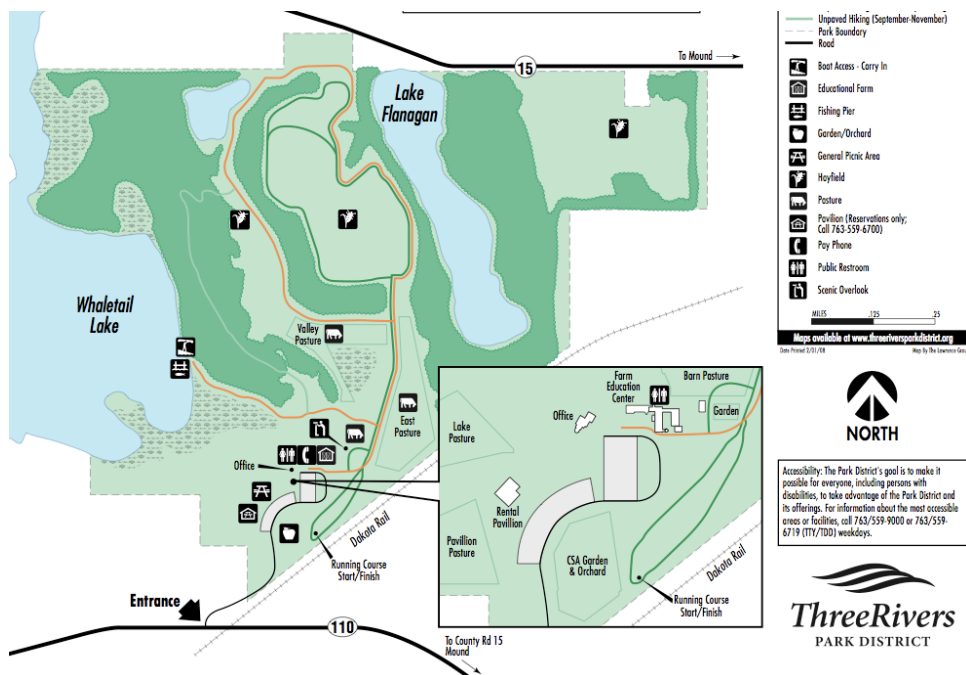 Unpaved Hiking (September-November)
Park Boundary
Road
Boat Access - Carry In
Educational Farm
Fishing Pier
Garden/Orchard
General Picnic Area
Hayfield
Pasture
Pavilion (Reservations only;
Call 763-559-6700)
Pay Phone
Public Restroom
Scenic Overlook
MILES .125 .25
Maps available at www.threeriversparkdistrict.org
Date Printed 2/01/08
NORTH
Accessibility: The Park District's goal is to make it
possible for everyone, including persons with
disabilities, to take advantage of the Park District and
its offerings. For information about the most accessible
areas or facilities, call 763/559-9000 or 763/559-
6719 (TTY/TDD) weekdays.
ThreeRivers
PARK DISTRICT
To Mound
15
Lake
Flanagan
Whaletail
Lake
Valley
Pasture
East
Pasture
Office
Dakota Rail
Running Course
Start/Finish
Entrance
110
To County Rd 15
Mound
Farm
Education
Center
Barn Pasture
Garden
Office
Lake
Pasture
Rental
Pavillion
Pavillion
Pasture
CSA Garden
& Orchard
Dakota Rail
Running Course
Start/Finish